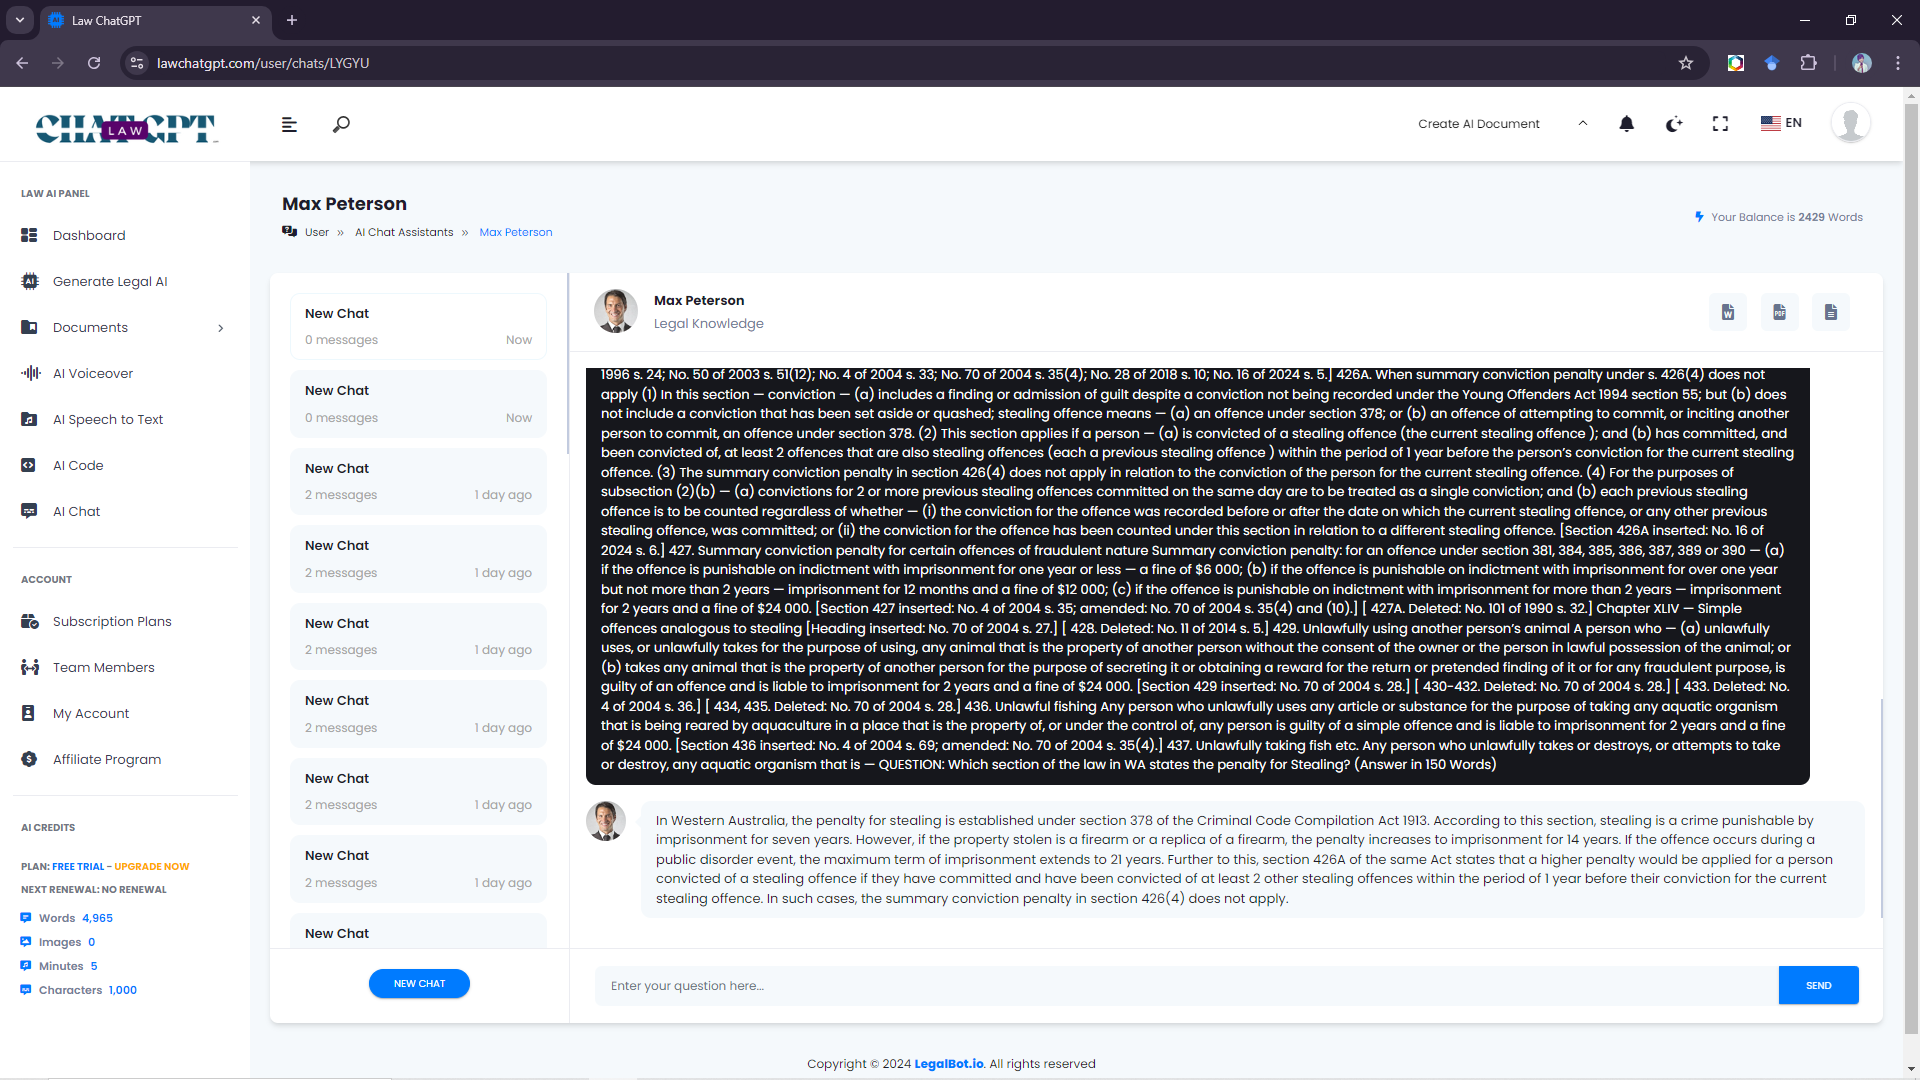 Law ChatGPT
lawchatgpt.com/user/chats/LYGYU
CHATGPT
LAW
Create AI Document
EN
LAW AI PANEL
Dashboard
Generate Legal AI
Documents
AI Voiceover
AI Speech to Text
AI Code
AI Chat
ACCOUNT
Subscription Plans
Team Members
My Account
Affiliate Program
AI CREDITS
PLAN: FREE TRIAL - UPGRADE NOW
NEXT RENEWAL: NO RENEWAL
Words 4,965
Images 0
Minutes 5
Characters 1,000
Max Peterson
User » AI Chat Assistants » Max Peterson
Your Balance is 2429 Words
New Chat
0 messages Now
New Chat
0 messages Now
New Chat
2 messages 1 day ago
New Chat
2 messages 1 day ago
New Chat
2 messages 1 day ago
New Chat
2 messages 1 day ago
New Chat
2 messages 1 day ago
New Chat
2 messages 1 day ago
New Chat
NEW CHAT
Max Peterson
Legal Knowledge
1996 s. 24; No. 50 of 2003 s. 51(12); No. 4 of 2004 s. 33; No. 70 of 2004 s. 35(4); No. 28 of 2018 s. 10; No. 16 of 2024 s. 5.] 426A. When summary conviction penalty under s. 426(4) does not
apply (1) In this section — conviction — (a) includes a finding or admission of guilt despite a conviction not being recorded under the Young Offenders Act 1994 section 55; but (b) does
not include a conviction that has been set aside or quashed; stealing offence means — (a) an offence under section 378; or (b) an offence of attempting to commit, or inciting another
person to commit, an offence under section 378. (2) This section applies if a person — (a) is convicted of a stealing offence (the current stealing offence ); and (b) has committed, and
been convicted of, at least 2 offences that are also stealing offences (each a previous stealing offence ) within the period of 1 year before the person’s conviction for the current stealing
offence. (3) The summary conviction penalty in section 426(4) does not apply in relation to the conviction of the person for the current stealing offence. (4) For the purposes of
subsection (2)(b) — (a) convictions for 2 or more previous stealing offences committed on the same day are to be treated as a single conviction; and (b) each previous stealing
offence is to be counted regardless of whether — (i) the conviction for the offence was recorded before or after the date on which the current stealing offence, or any other previous
stealing offence, was committed; or (ii) the conviction for the offence has been counted under this section in relation to a different stealing offence. [Section 426A inserted: No. 16 of
2024 s. 6.] 427. Summary conviction penalty for certain offences of fraudulent nature Summary conviction penalty: for an offence under section 381, 384, 385, 386, 387, 389 or 390 — (a)
if the offence is punishable on indictment with imprisonment for one year or less — a fine of $6 000; (b) if the offence is punishable on indictment with imprisonment for over one year
but not more than 2 years — imprisonment for 12 months and a fine of $12 000; (c) if the offence is punishable on indictment with imprisonment for more than 2 years — imprisonment
for 2 years and a fine of $24 000. [Section 427 inserted: No. 4 of 2004 s. 35; amended: No. 70 of 2004 s. 35(4) and (10).] [ 427A. Deleted: No. 101 of 1990 s. 32.] Chapter XLIV — Simple
offences analogous to stealing [Heading inserted: No. 70 of 2004 s. 27.] [ 428. Deleted: No. 11 of 2014 s. 5.] 429. Unlawfully using another person’s animal A person who — (a) unlawfully
uses, or unlawfully takes for the purpose of using, any animal that is the property of another person without the consent of the owner or the person in lawful possession of the animal; or
(b) takes any animal that is the property of another person for the purpose of secreting it or obtaining a reward for the return or pretended finding of it or for any fraudulent purpose, is
guilty of an offence and is liable to imprisonment for 2 years and a fine of $24 000. [Section 429 inserted: No. 70 of 2004 s. 28.] [ 430-432. Deleted: No. 70 of 2004 s. 28.] [ 433. Deleted: No.
4 of 2004 s. 36.] [ 434, 435. Deleted: No. 70 of 2004 s. 28.] 436. Unlawful fishing Any person who unlawfully uses any article or substance for the purpose of taking any aquatic organism
that is being reared by aquaculture in a place that is the property of, or under the control of, any person is guilty of a simple offence and is liable to imprisonment for 2 years and a fine
of $24 000. [Section 436 inserted: No. 4 of 2004 s. 69; amended: No. 70 of 2004 s. 35(4).] 437. Unlawfully taking fish etc. Any person who unlawfully takes or destroys, or attempts to take
or destroy, any aquatic organism that is — QUESTION: Which section of the law in WA states the penalty for Stealing? (Answer in 150 Words)
In Western Australia, the penalty for stealing is established under section 378 of the Criminal Code Compilation Act 1913. According to this section, stealing is a crime punishable by
imprisonment for seven years. However, if the property stolen is a firearm or a replica of a firearm, the penalty increases to imprisonment for 14 years. If the offence occurs during a
public disorder event, the maximum term of imprisonment extends to 21 years. Further to this, section 426A of the same Act states that a higher penalty would be applied for a person
convicted of a stealing offence if they have committed and have been convicted of at least 2 other stealing offences within the period of 1 year before their conviction for the current
stealing offence. In such cases, the summary conviction penalty in section 426(4) does not apply.
Enter your question here...
SEND
Copyright © 2024 LegalBot.io. All rights reserved